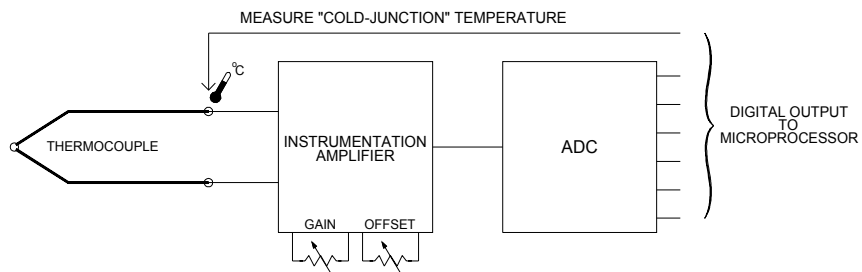 MEASURE "COLD-JUNCTION" TEMPERATURE
°C
THERMOCOUPLE
INSTRUMENTATION
AMPLIFIER
GAIN
OFFSET
ADC
DIGITAL OUTPUT
TO
MICROPROCESSOR